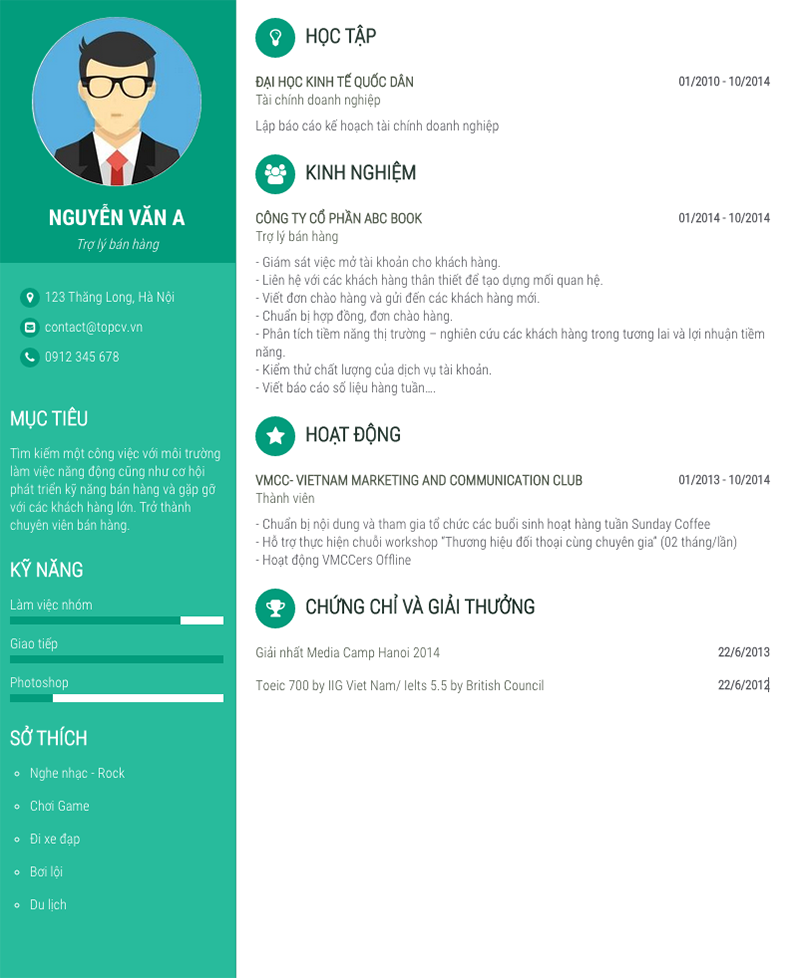 NGUYỄN VĂN A
Trợ lý bán hàng
123 Thăng Long, Hà Nội
contact@topcv.vn
0912 345 678
MỤC TIÊU
Tìm kiếm một công việc với môi trường
làm việc năng động cũng như cơ hội
phát triển kỹ năng bán hàng và gặp gỡ
với các khách hàng lớn. Trở thành
chuyên viên bán hàng.
KỸ NĂNG
Làm việc nhóm
Giao tiếp
Photoshop
SỞ THÍCH
Nghe nhạc - Rock
Chơi Game
Đi xe đạp
Bơi lội
Du lịch
HỌC TẬP
ĐẠI HỌC KINH TẾ QUỐC DÂN 01/2010 - 10/2014
Tài chính doanh nghiệp
Lập báo cáo kế hoạch tài chính doanh nghiệp
KINH NGHIỆM
CÔNG TY CỔ PHẦN ABC BOOK 01/2014 - 10/2014
Trợ lý bán hàng
- Giám sát việc mở tài khoản cho khách hàng.
- Liên hệ với các khách hàng thân thiết để tạo dựng mối quan hệ.
- Viết đơn chào hàng và gửi đến các khách hàng mới.
- Chuẩn bị hợp đồng, đơn chào hàng.
- Phân tích tiềm năng thị trường – nghiên cứu các khách hàng trong tương lai và lợi nhuận tiềm
năng.
- Kiểm thử chất lượng của dịch vụ tài khoản.
- Viết báo cáo số liệu hàng tuần….
HOẠT ĐỘNG
VMCC- VIETNAM MARKETING AND COMMUNICATION CLUB 01/2013 - 10/2014
Thành viên
- Chuẩn bị nội dung và tham gia tổ chức các buổi sinh hoạt hàng tuần Sunday Coffee
- Hỗ trợ thực hiện chuỗi workshop “Thương hiệu đối thoại cùng chuyên gia” (02 tháng/lần)
- Hoạt động VMCCers Offline
CHỨNG CHỈ VÀ GIẢI THƯỞNG
Giải nhất Media Camp Hanoi 2014 22/6/2013
Toeic 700 by IIG Viet Nam/ Ielts 5.5 by British Council 22/6/2012